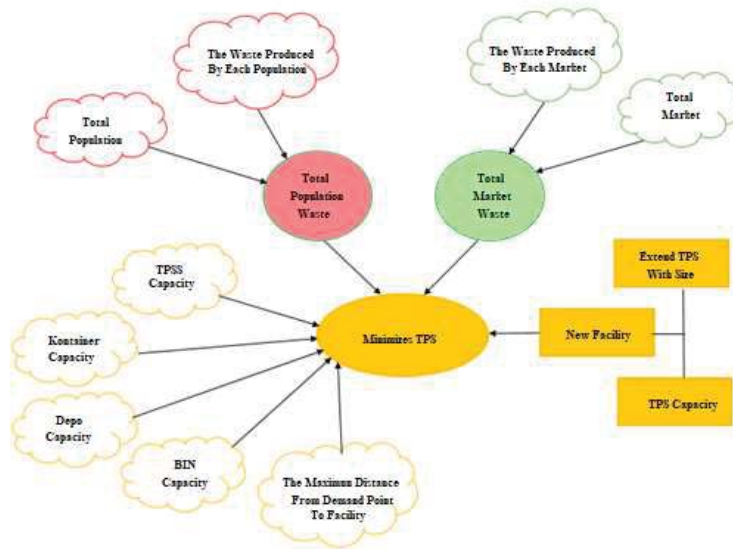 The Waste Produced
By Each Population
The Waste Produced
By Each Market
Total
Population
Total
Market
Total
Population
Waste
Total
Market
Waste
Extend TPS
With Size
TPSS
Capacity
Minimizes TPS
New Facility
Kontainer
Capacity
TPS Capacity
Depo
Capacity
BIN
Capacity
The Maximun Distance
From Demand Point
To Facility